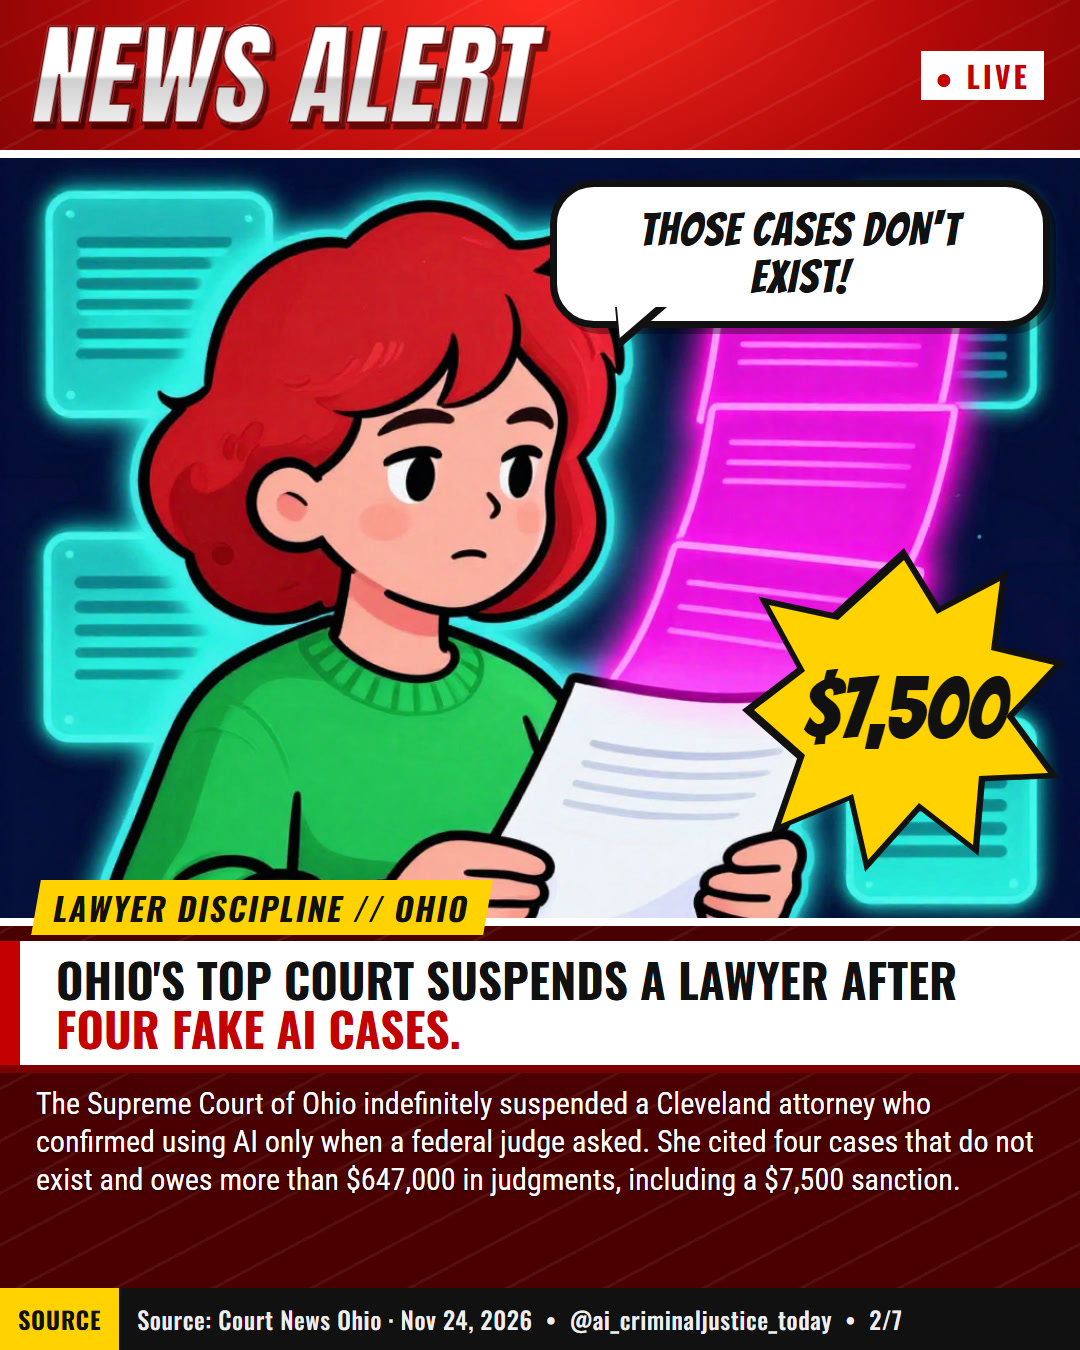 NEWS ALERT
● LIVE
THOSE CASES DON'T
EXIST!
$7,500
LAWYER DISCIPLINE // OHIO
OHIO'S TOP COURT SUSPENDS A LAWYER AFTER
FOUR FAKE AI CASES.
The Supreme Court of Ohio indefinitely suspended a Cleveland attorney who
confirmed using AI only when a federal judge asked. She cited four cases that do not
exist and owes more than $647,000 in judgments, including a $7,500 sanction.
SOURCE
Source: Court News Ohio · Nov 24, 2026 • @ai_criminaljustice_today • 2/7